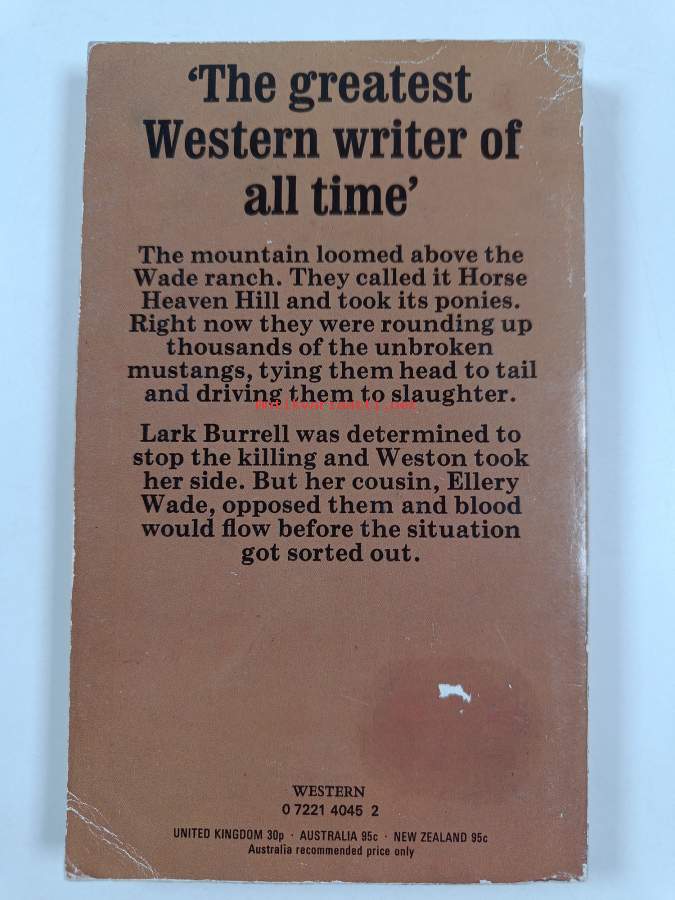 ‘The greatest
Western writer of
all time’
The mountain loomed above the
Wade ranch. They called it Horse
Heaven Hill and took its ponies.
Right now they were rounding up
thousands of the unbroken
mustangs, tying them head to tail
and driving them to slaughter.
antikvariaatti.net
Lark Burrell was determined to
stop the killing and Weston took
her side. But her cousin, Ellery
Wade, opposed them and blood
would flow before the situation
got sorted out.
WESTERN
0 7221 4045 2
UNITED KINGDOM 30p · AUSTRALIA 95c · NEW ZEALAND 95c
Australia recommended price only